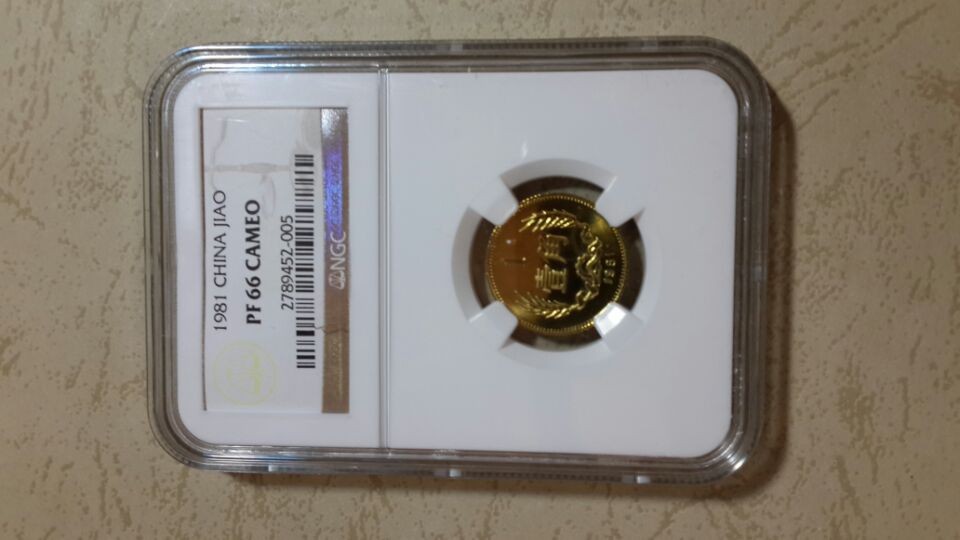 1981 CHINA JIAO
PF 66 CAMEO
2789452-005
NGC
壹角
1981